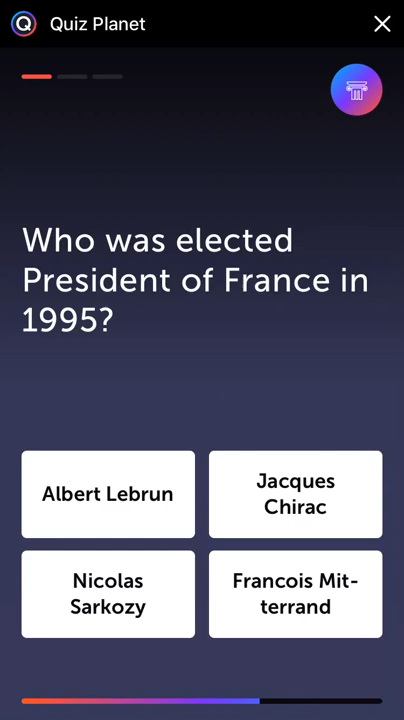 Quiz Planet
Who was elected
President of France in
1995?
Albert Lebrun
Jacques
Chirac
Nicolas
Sarkozy
Francois Mit-
terrand